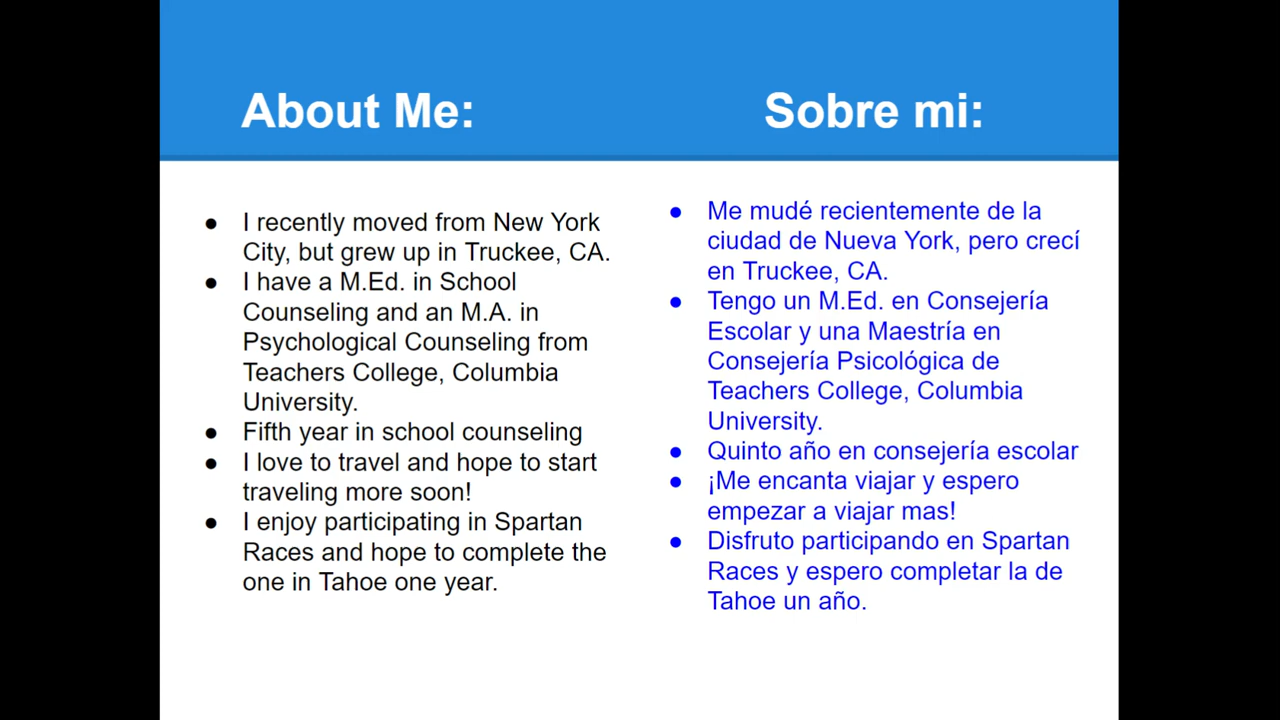 About Me:
Sobre mi:
● I recently moved from New York
City, but grew up in Truckee, CA.
● I have a M.Ed. in School
Counseling and an M.A. in
Psychological Counseling from
Teachers College, Columbia
University.
● Fifth year in school counseling
● I love to travel and hope to start
traveling more soon!
● I enjoy participating in Spartan
Races and hope to complete the
one in Tahoe one year.
● Me mudé recientemente de la
ciudad de Nueva York, pero crecí
en Truckee, CA.
● Tengo un M.Ed. en Consejería
Escolar y una Maestría en
Consejería Psicológica de
Teachers College, Columbia
University.
● Quinto año en consejería escolar
● ¡Me encanta viajar y espero
empezar a viajar mas!
● Disfruto participando en Spartan
Races y espero completar la de
Tahoe un año.